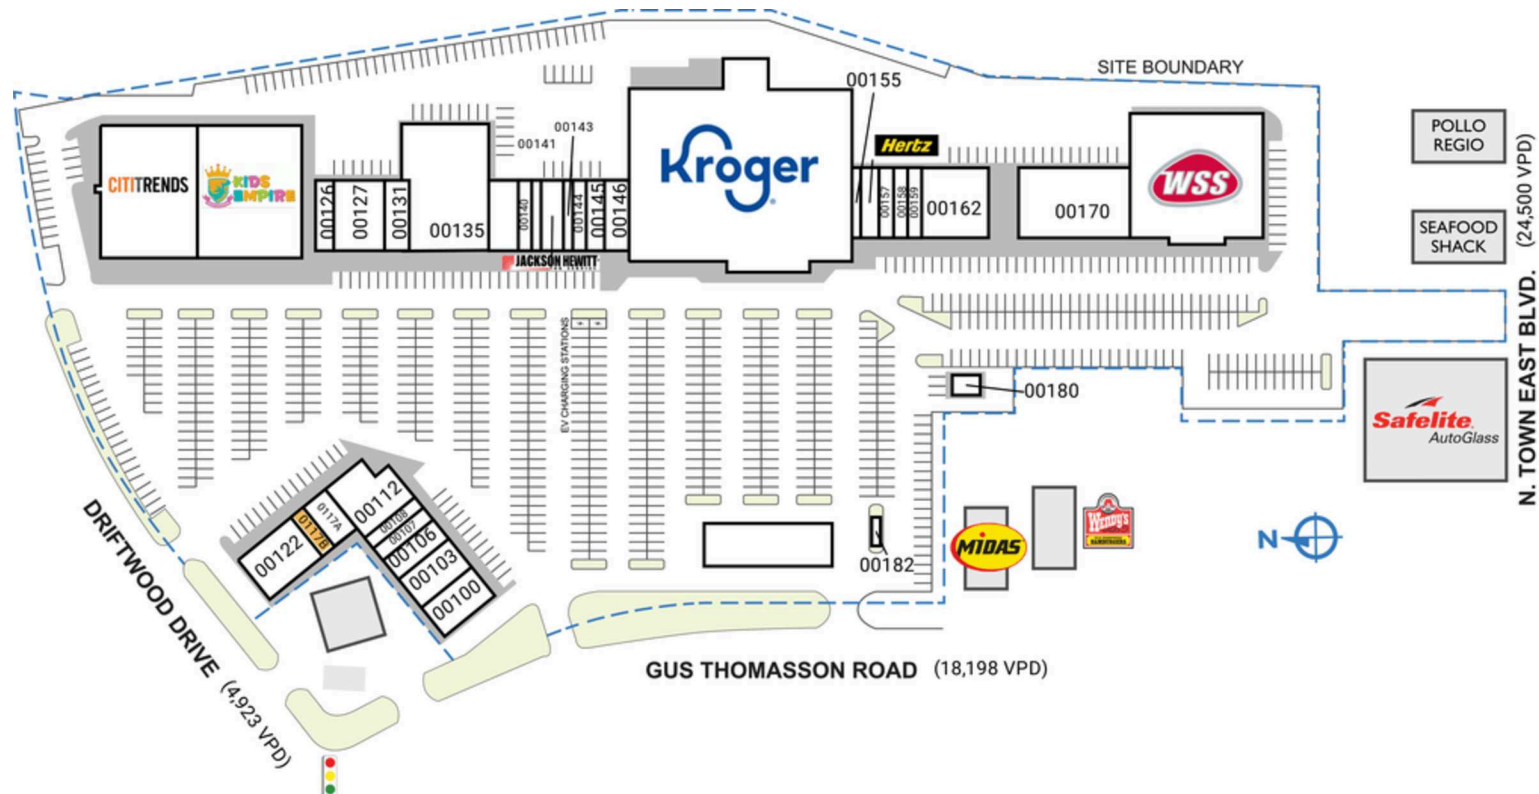 SITE BOUNDARY
00155
Hertz
POLLO
REGIO
(24,500 VPD)
00143
00141
Kroger
CITITRENDS
KIDS
EMPIRE
WSS
00126
00127
00131
00135
00140
00144
00145
00146
00157
00158
00159
00162
00170
SEAFOOD
SHACK
JACKSON HEWITT
N. TOWN EAST BLVD.
EV CHARGING STATIONS
00180
Safelite
AutoGlass
00112
0117A
0117B
00108
00107
00106
00122
00103
00100
DRIFTWOOD DRIVE
(4,923 VPD)
00182
MIDAS
Wendy's
N
GUS THOMASSON ROAD (18,198 VPD)